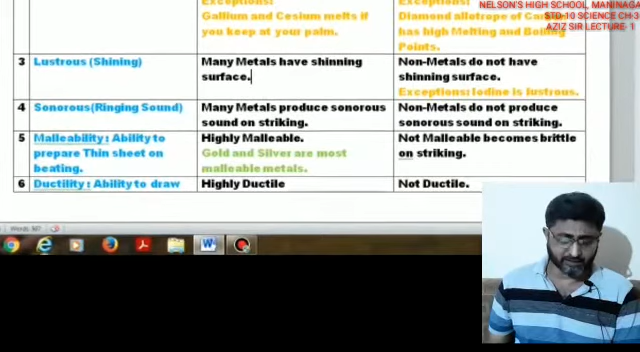 Exceptions:
Gallium and Cesium melts if
you keep at your palm.
Exceptions:
Diamond allotrope of
has high Melting and Boiling
Points.
NELSON'S HIGH SCHOOL, MANINAGA
STD-10 SCIENCE CH-3
AZIZ SIR LECTURE- 1
3 Lustrous (Shining)
Many Metals have shinning
surface.
Non-Metals do not have
shinning surface.
Exceptions: Iodine is lustrous.
4 Sonorous(Ringing Sound)
Many Metals produce sonorous
sound on striking.
Non-Metals do not produce
sonorous sound on striking.
5 Malleability: Ability to
prepare Thin sheet on
beating.
Highly Malleable.
Gold and Silver are most
malleable metals.
Not Malleable becomes brittle
on striking.
6 Ductility: Ability to draw
Highly Ductile
Not Ductile.